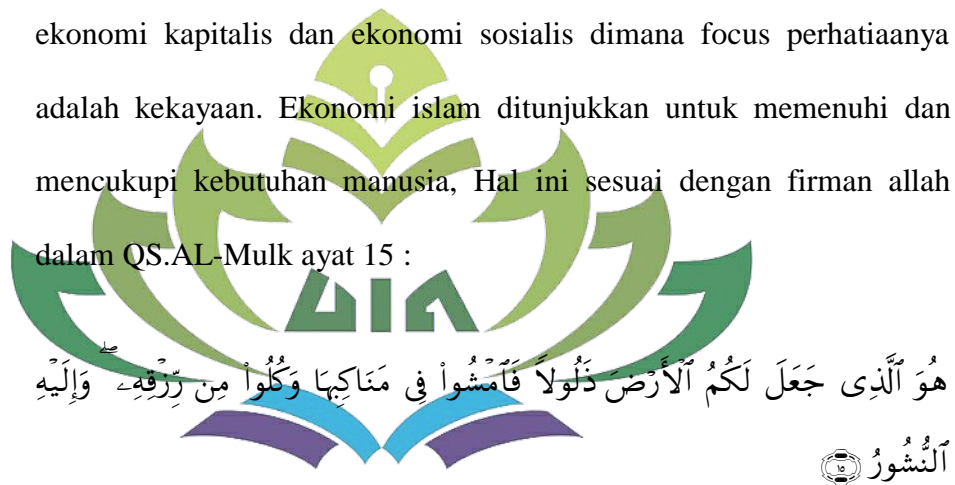 ekonomi kapitalis dan ekonomi sosialis dimana focus perhatiaanya
adalah kekayaan. Ekonomi islam ditunjukkan untuk memenuhi dan
mencukupi kebutuhan manusia, Hal ini sesuai dengan firman allah
dalam QS.AL-Mulk ayat 15 :
هُوَ ٱلَّذِى جَعَلَ لَكُمُ ٱلْأَرْضَ ذَلُولاً فَٱمْشُوا۟ فِى مَنَاكِبِهَا وَكُلُوا۟ مِن رِّزْقِهِۦ ۖ وَإِلَيْهِ
ٱلنُّشُورُ ۝١٥